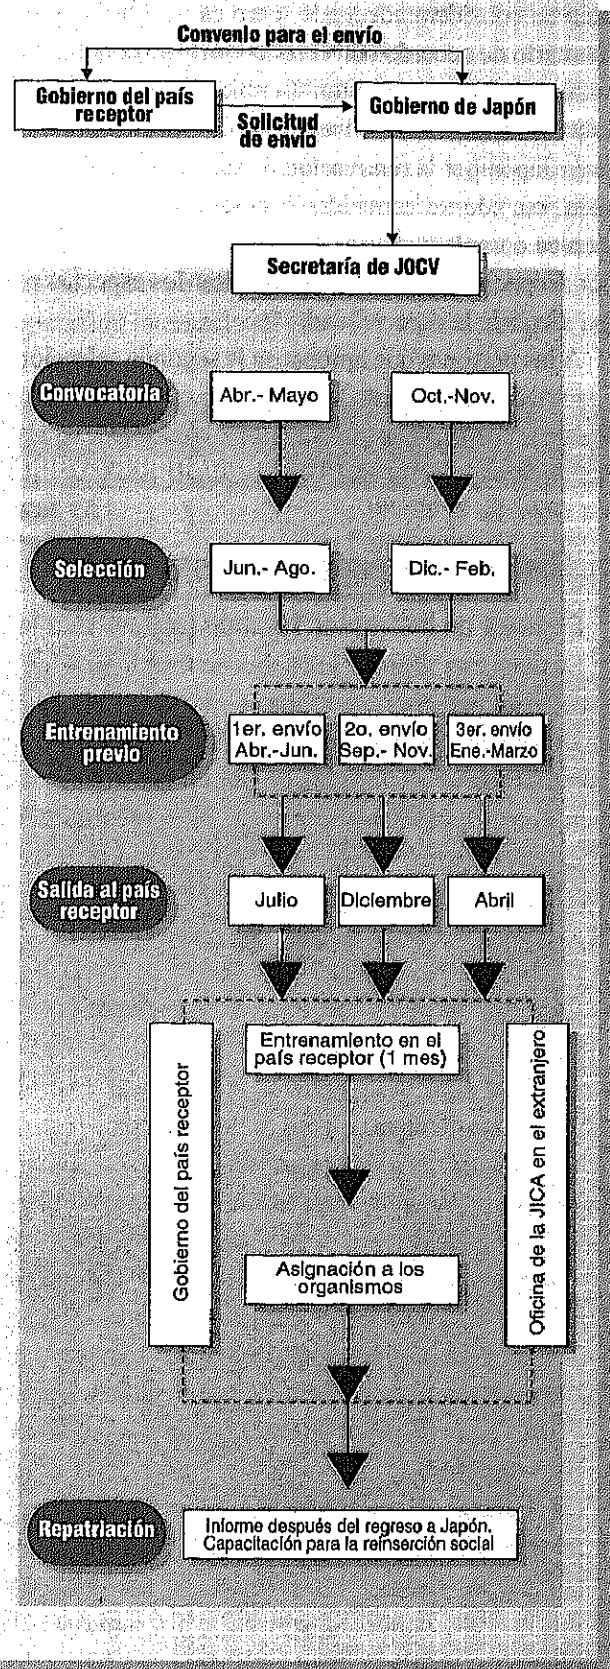 Convenio para el envío
Gobierno del país
receptor
Solicitud
de envío
Gobierno de Japón
Secretaría de JOCV
Convocatoria
Abr.- Mayo
Oct.-Nov.
Selección
Jun.- Ago.
Dic.- Feb.
Entrenamiento
previo
1er. envío
Abr.-Jun.
2o. envío
Sep.- Nov.
3er. envío
Ene.-Marzo
Salida al país
receptor
Julio
Diciembre
Abril
Gobierno del país receptor
Entrenamiento en el
país receptor (1 mes)
Asignación a los
organismos
Oficina de la JICA en el extranjero
Repatriación
Informe después del regreso a Japón.
Capacitación para la reinserción social